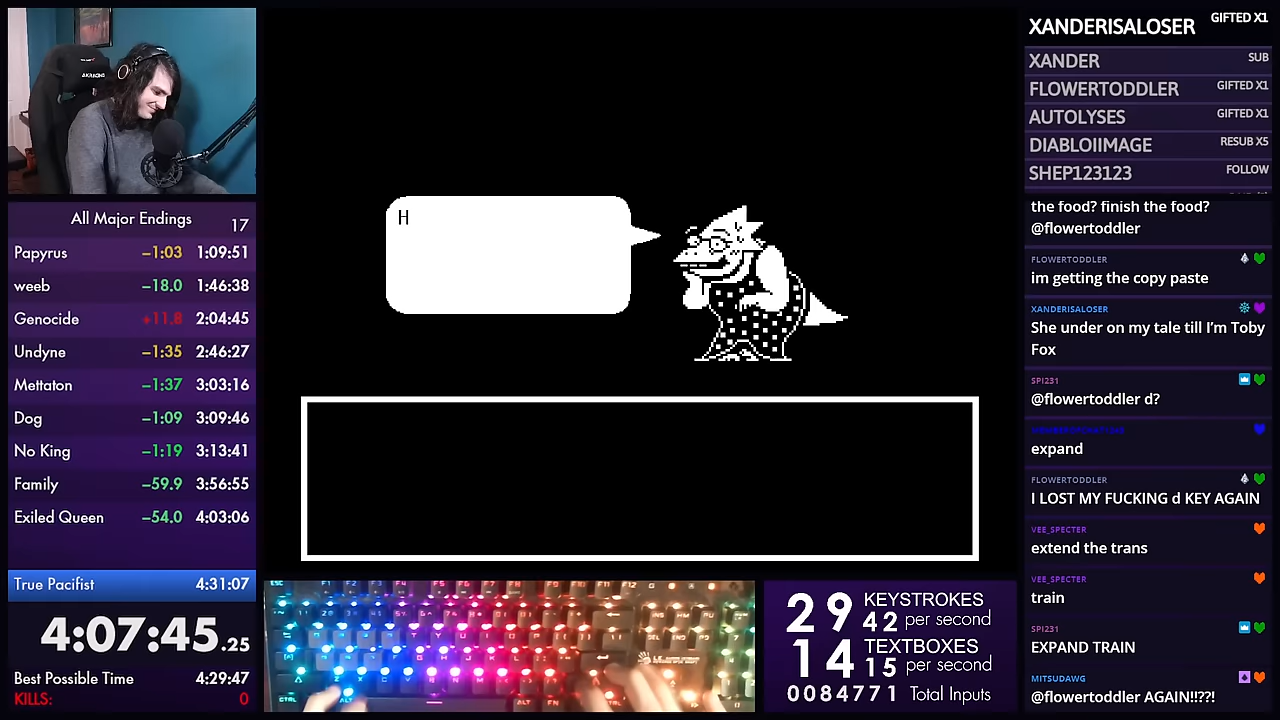 All Major Endings 17
Papyrus −1:03 1:09:51
weeb −18.0 1:46:38
Genocide +11.8 2:04:45
Undyne −1:35 2:46:27
Mettaton −1:37 3:03:16
Dog −1:09 3:09:46
No King −1:19 3:13:41
Family −59.9 3:56:55
Exiled Queen −54.0 4:03:06
True Pacifist 4:31:07
4:07:45.25
Best Possible Time 4:29:47
KILLS: 0
H
29 KEYSTROKES
42 per second
14 TEXTBOXES
15 per second
0084771 Total Inputs
XANDERISALOSER GIFTED X1
XANDER SUB
FLOWERTODDLER GIFTED X1
AUTOLYSES GIFTED X1
DIABLOIIMAGE RESUB X5
SHEP123123 FOLLOW
the food? finish the food?
@flowertoddler
FLOWERTODDLER
im getting the copy paste
XANDERISALOSER
She under on my tale till I'm Toby
Fox
SPI231
@flowertoddler d?
expand
FLOWERTODDLER
I LOST MY FUCKING d KEY AGAIN
VEE_SPECTER
extend the trans
VEE_SPECTER
train
SPI231
EXPAND TRAIN
MITSUDAWG
@flowertoddler AGAIN!!??!